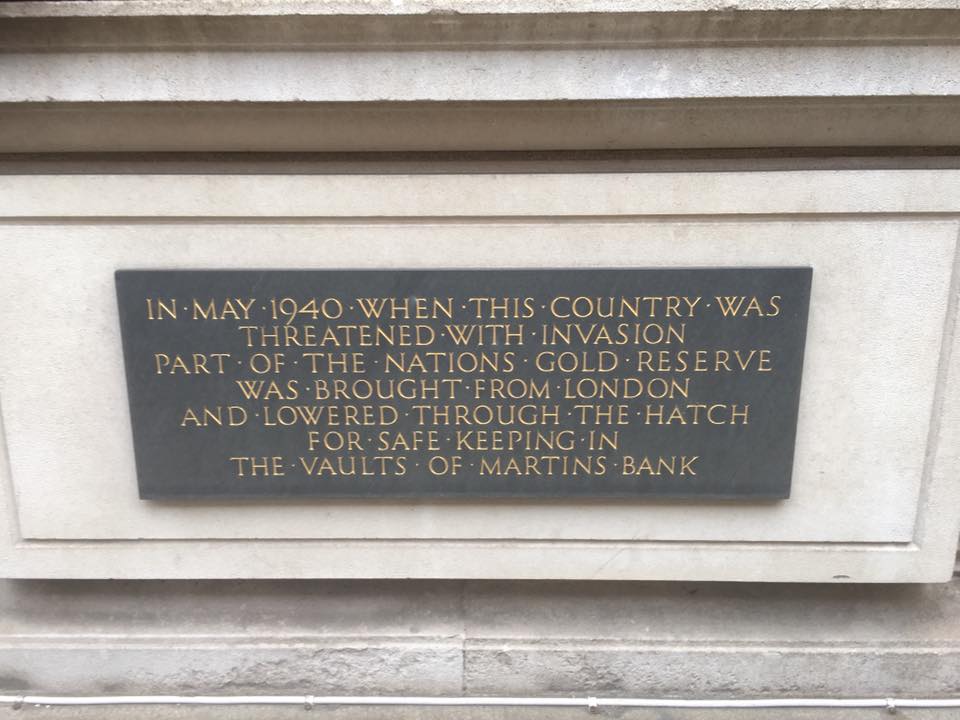 IN·MAY·1940·WHEN·THIS·COUNTRY·WAS
THREATENED·WITH·INVASION
PART·OF·THE·NATIONS·GOLD·RESERVE
WAS·BROUGHT·FROM·LONDON
AND·LOWERED·THROUGH·THE·HATCH
FOR·SAFE·KEEPING·IN
THE·VAULTS·OF·MARTINS·BANK